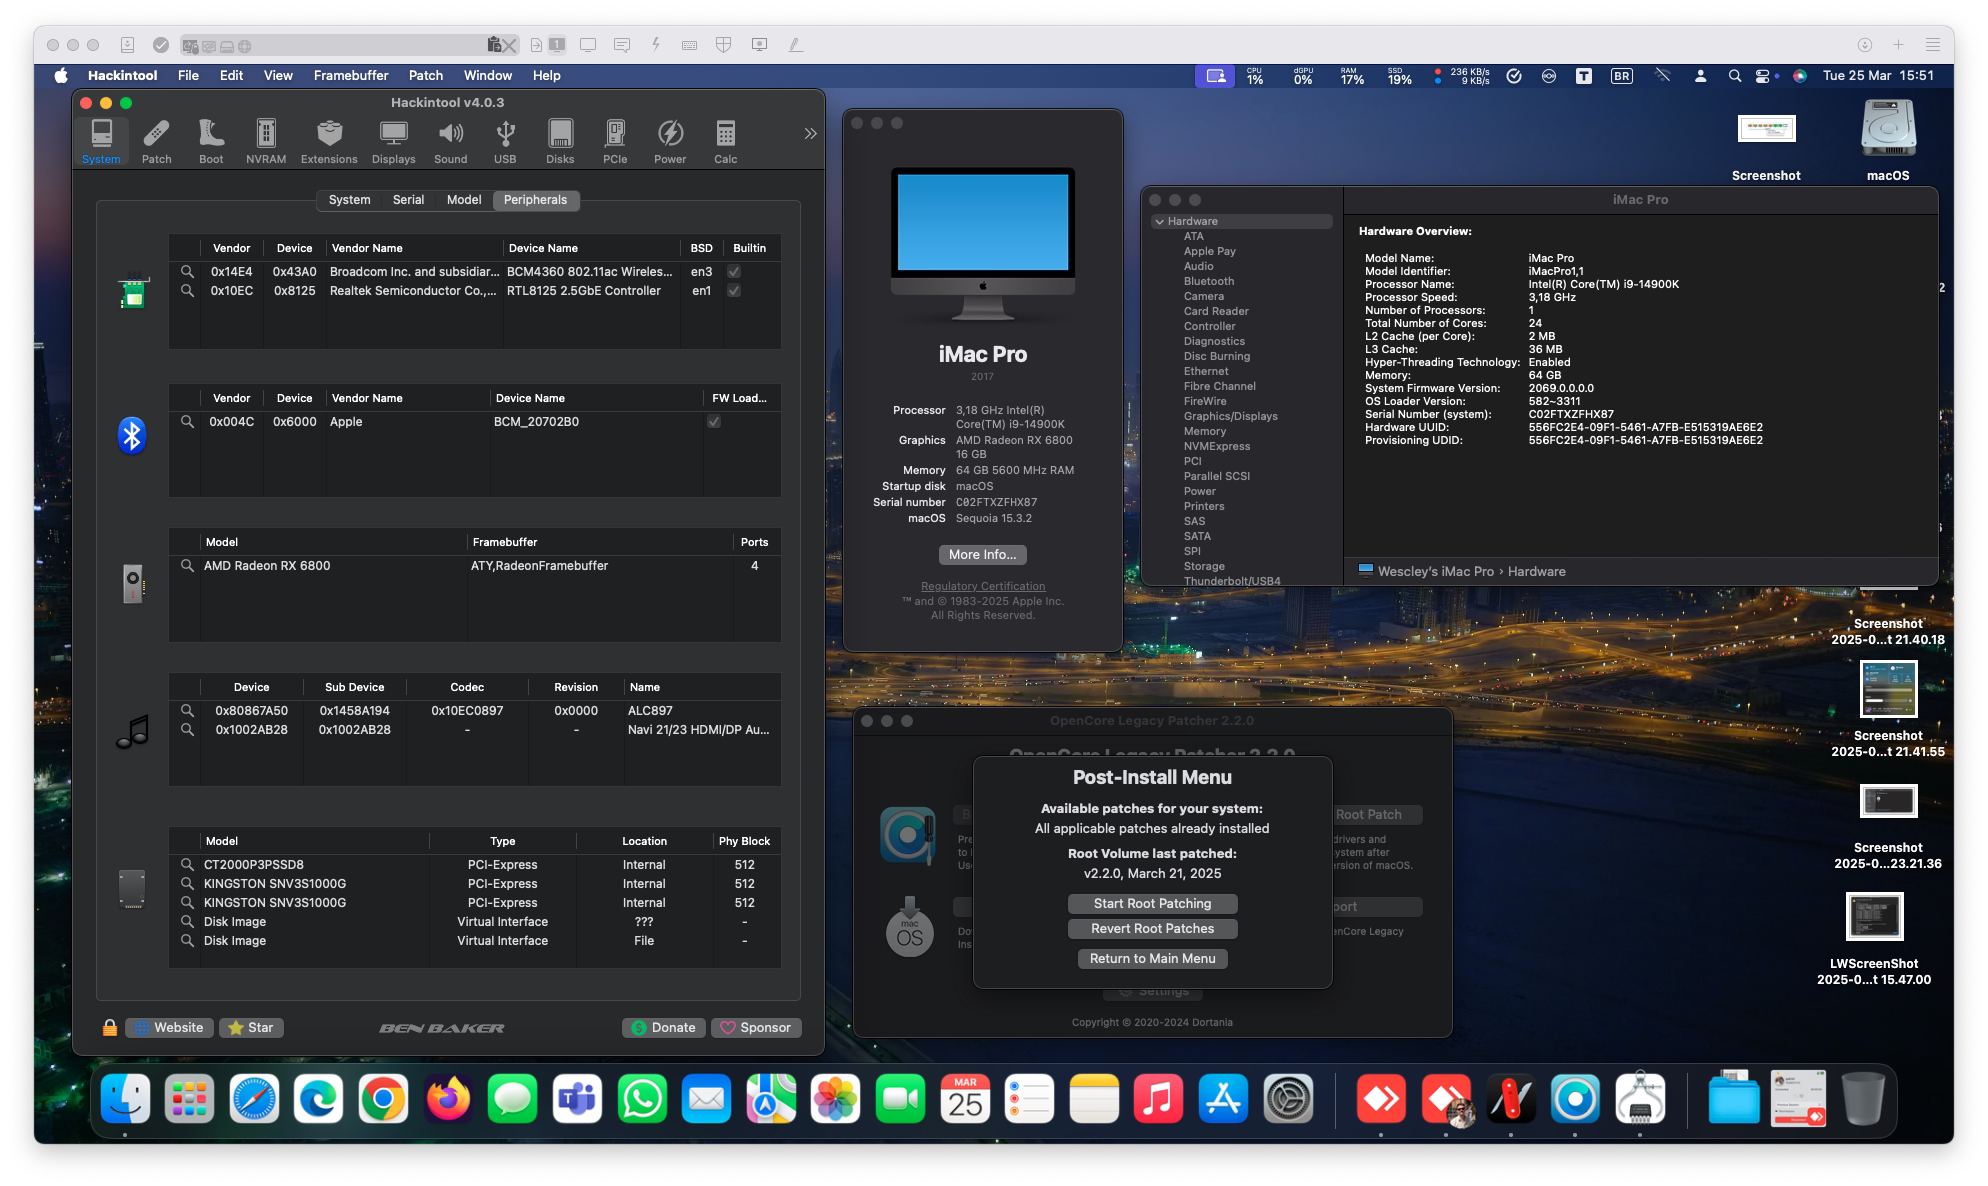 1
Hackintool File Edit View Framebuffer Patch Window Help
CPU 1%
dGPU 0%
RAM 17%
SSD 19%
236 KB/s
9 KB/s
T
BR
Tue 25 Mar 15:51
Hackintool v4.0.3
System Patch Boot NVRAM Extensions Displays Sound USB Disks PCIe Power Calc
System Serial Model Peripherals
Vendor Device Vendor Name Device Name BSD Builtin
0x14E4 0x43A0 Broadcom Inc. and subsidiar... BCM4360 802.11ac Wireles... en3
0x10EC 0x8125 Realtek Semiconductor Co.,... RTL8125 2.5GbE Controller en1
Vendor Device Vendor Name Device Name FW Load...
0x004C 0x6000 Apple BCM_20702B0
Model Framebuffer Ports
AMD Radeon RX 6800 ATY,RadeonFramebuffer 4
Device Sub Device Codec Revision Name
0x80867A50 0x1458A194 0x10EC0897 0x0000 ALC897
0x1002AB28 0x1002AB28 - - Navi 21/23 HDMI/DP Au...
Model Type Location Phy Block
CT2000P3PSSD8 PCI-Express Internal 512
KINGSTON SNV3S1000G PCI-Express Internal 512
KINGSTON SNV3S1000G PCI-Express Internal 512
Disk Image Virtual Interface ??? -
Disk Image Virtual Interface File -
Website Star BEN BAKER Donate Sponsor
iMac Pro
2017
Processor 3,18 GHz Intel(R)
Core(TM) i9-14900K
Graphics AMD Radeon RX 6800
16 GB
Memory 64 GB 5600 MHz RAM
Startup disk macOS
Serial number C02FTXZFHX87
macOS Sequoia 15.3.2
More Info...
Regulatory Certification
™ and © 1983-2025 Apple Inc.
All Rights Reserved.
Screenshot
macOS
iMac Pro
Hardware
ATA
Apple Pay
Audio
Bluetooth
Camera
Card Reader
Controller
Diagnostics
Disc Burning
Ethernet
Fibre Channel
FireWire
Graphics/Displays
Memory
NVMExpress
PCI
Parallel SCSI
Power
Printers
SAS
SATA
SPI
Storage
Thunderbolt/USB4
Hardware Overview:
Model Name: iMac Pro
Model Identifier: iMacPro1,1
Processor Name: Intel(R) Core(TM) i9-14900K
Processor Speed: 3,18 GHz
Number of Processors: 1
Total Number of Cores: 24
L2 Cache (per Core): 2 MB
L3 Cache: 36 MB
Hyper-Threading Technology: Enabled
Memory: 64 GB
System Firmware Version: 2069.0.0.0.0
OS Loader Version: 582~3311
Serial Number (system): C02FTXZFHX87
Hardware UUID: 556FC2E4-09F1-5461-A7FB-E515319AE6E2
Provisioning UDID: 556FC2E4-09F1-5461-A7FB-E515319AE6E2
Wescley's iMac Pro › Hardware
Screenshot
2025-0...t 21.40.18
Screenshot
2025-0...t 21.41.55
Screenshot
2025-0...23.21.36
LWScreenShot
2025-0...t 15.47.00
OpenCore Legacy Patcher 2.2.0
OpenCore Legacy Patcher 2.2.0
Post-Install Menu
Available patches for your system:
All applicable patches already installed
Root Volume last patched:
v2.2.0, March 21, 2025
Start Root Patching
Revert Root Patches
Return to Main Menu
Root Patch
drivers and
ystem after
ersion of macOS.
port
enCore Legacy
mac
OS
Settings
Copyright © 2020-2024 Dortania
MAR
25